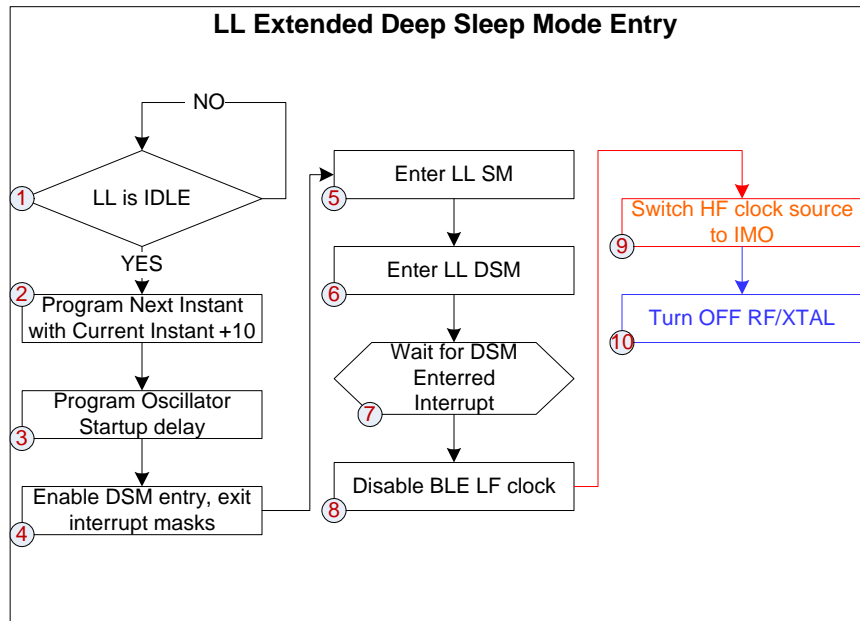 LL Extended Deep Sleep Mode Entry
NO
LL is IDLE
1
YES
2
Program Next Instant
with Current Instant +10
Program Oscillator
Startup delay
3
Enable DSM entry, exit
interrupt masks
4
Enter LL SM
5
Enter LL DSM
6
Wait for DSM
Enterred
Interrupt
7
Disable BLE LF clock
8
Switch HF clock source
to IMO
9
Turn OFF RF/XTAL
10